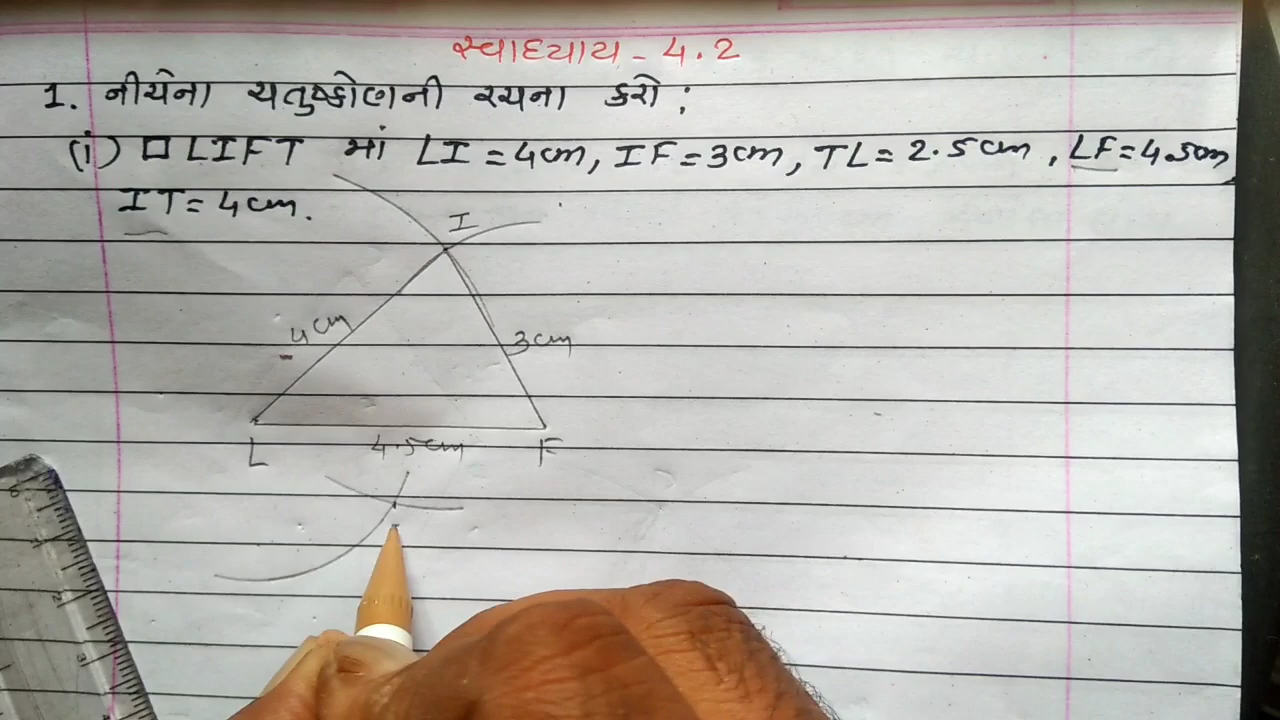 સ્વાધ્યાય - 4.2
1. નીચેના ચતુષ્કોણની રચના કરો :
(i) □ LIFT માં LI = 4cm, IF = 3cm, TL = 2.5cm, LF = 4.5cm,
IT = 4cm.
I
4cm
3cm
L 4.5cm F